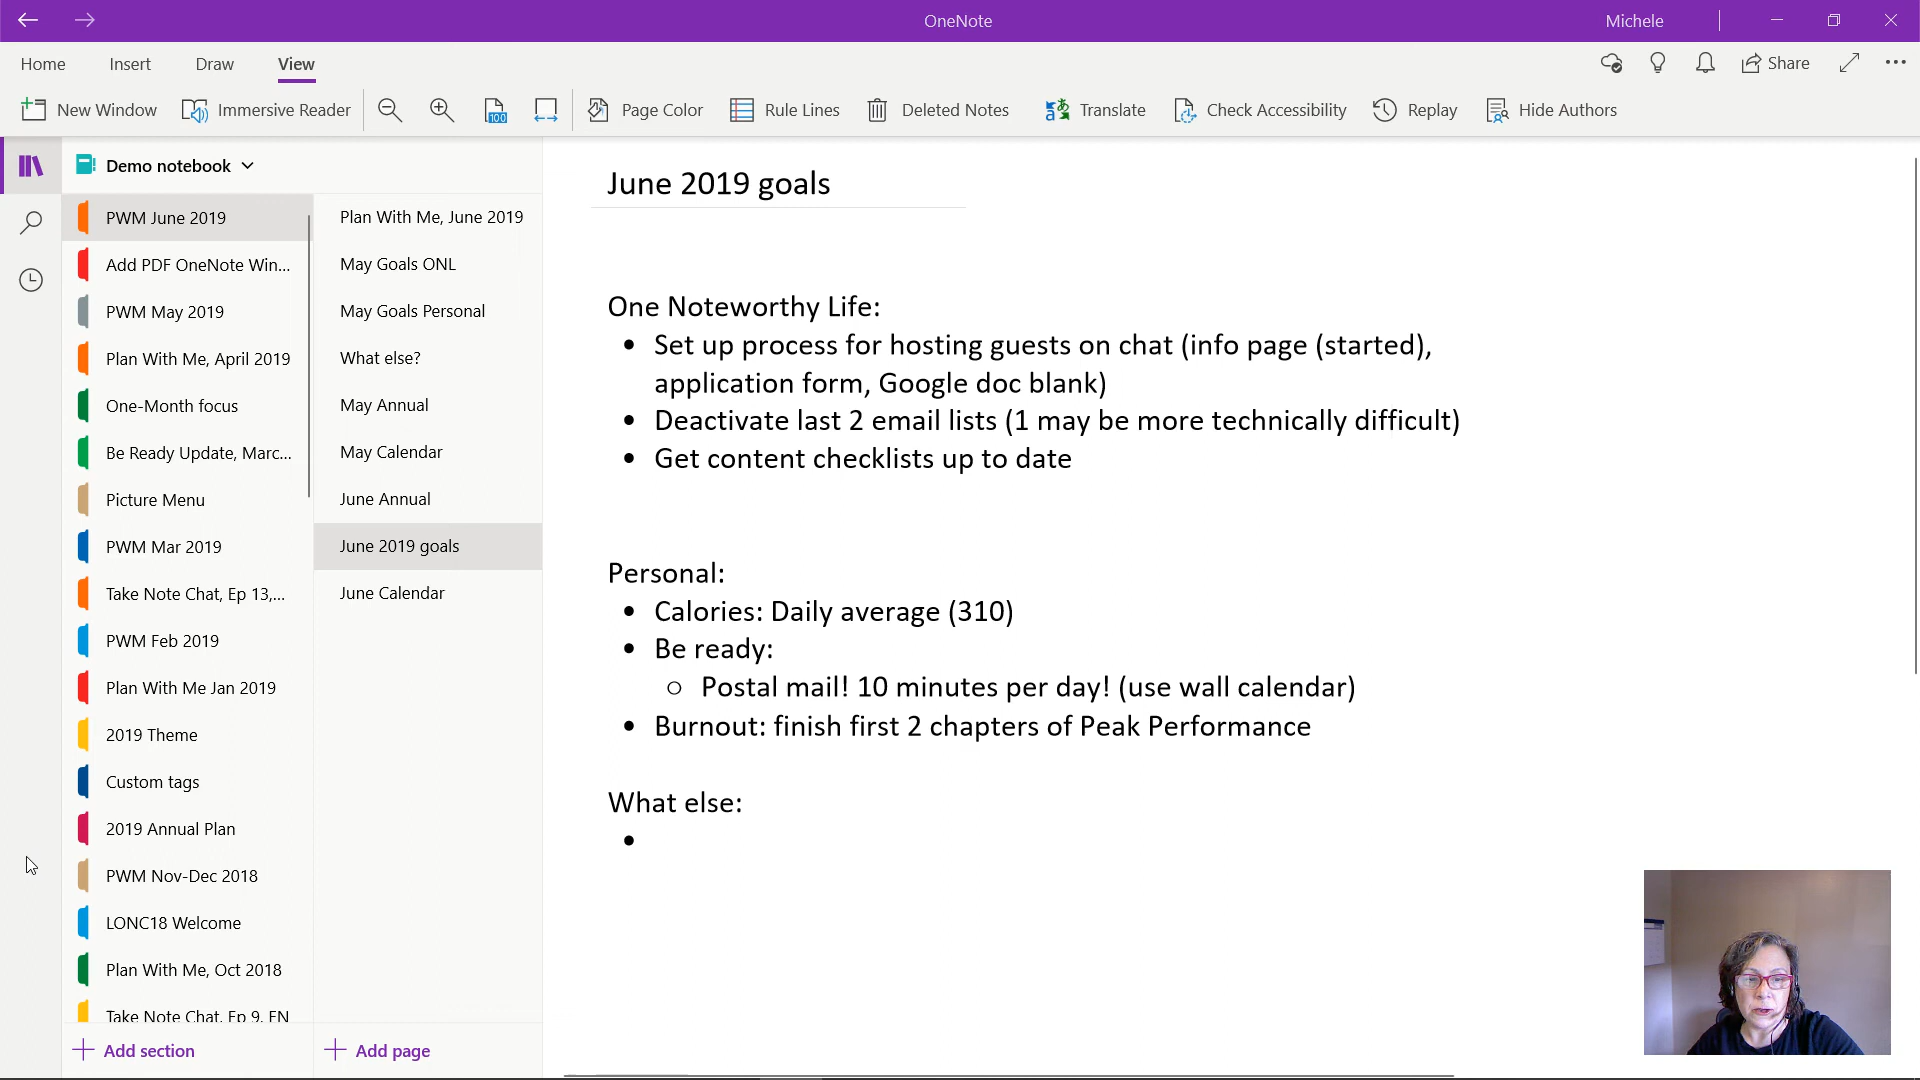 OneNote
Michele
Home
Insert
Draw
View
Share
New Window
Immersive Reader
100
Page Color
Rule Lines
Deleted Notes
Translate
Check Accessibility
Replay
Hide Authors
Demo notebook
PWM June 2019
Add PDF OneNote Win...
PWM May 2019
Plan With Me, April 2019
One-Month focus
Be Ready Update, Marc...
Picture Menu
PWM Mar 2019
Take Note Chat, Ep 13,...
PWM Feb 2019
Plan With Me Jan 2019
2019 Theme
Custom tags
2019 Annual Plan
PWM Nov-Dec 2018
LONC18 Welcome
Plan With Me, Oct 2018
Take Note Chat, Ep 9, EN
Add section
Plan With Me, June 2019
May Goals ONL
May Goals Personal
What else?
May Annual
May Calendar
June Annual
June 2019 goals
June Calendar
Add page
June 2019 goals
One Noteworthy Life:
• Set up process for hosting guests on chat (info page (started),
application form, Google doc blank)
• Deactivate last 2 email lists (1 may be more technically difficult)
• Get content checklists up to date
Personal:
• Calories: Daily average (310)
• Be ready:
○ Postal mail! 10 minutes per day! (use wall calendar)
• Burnout: finish first 2 chapters of Peak Performance
What else:
•